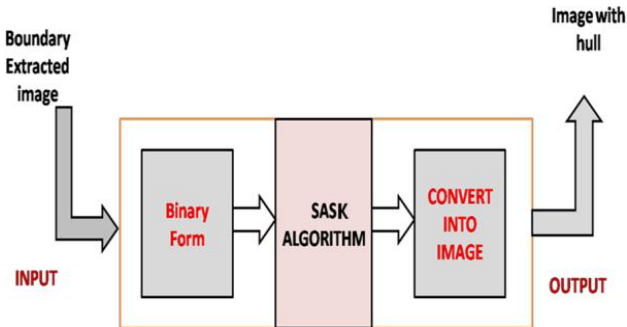 Boundary
Extracted
image
INPUT
Binary
Form
SASK
ALGORITHM
CONVERT
INTO
IMAGE
Image with
hull
OUTPUT